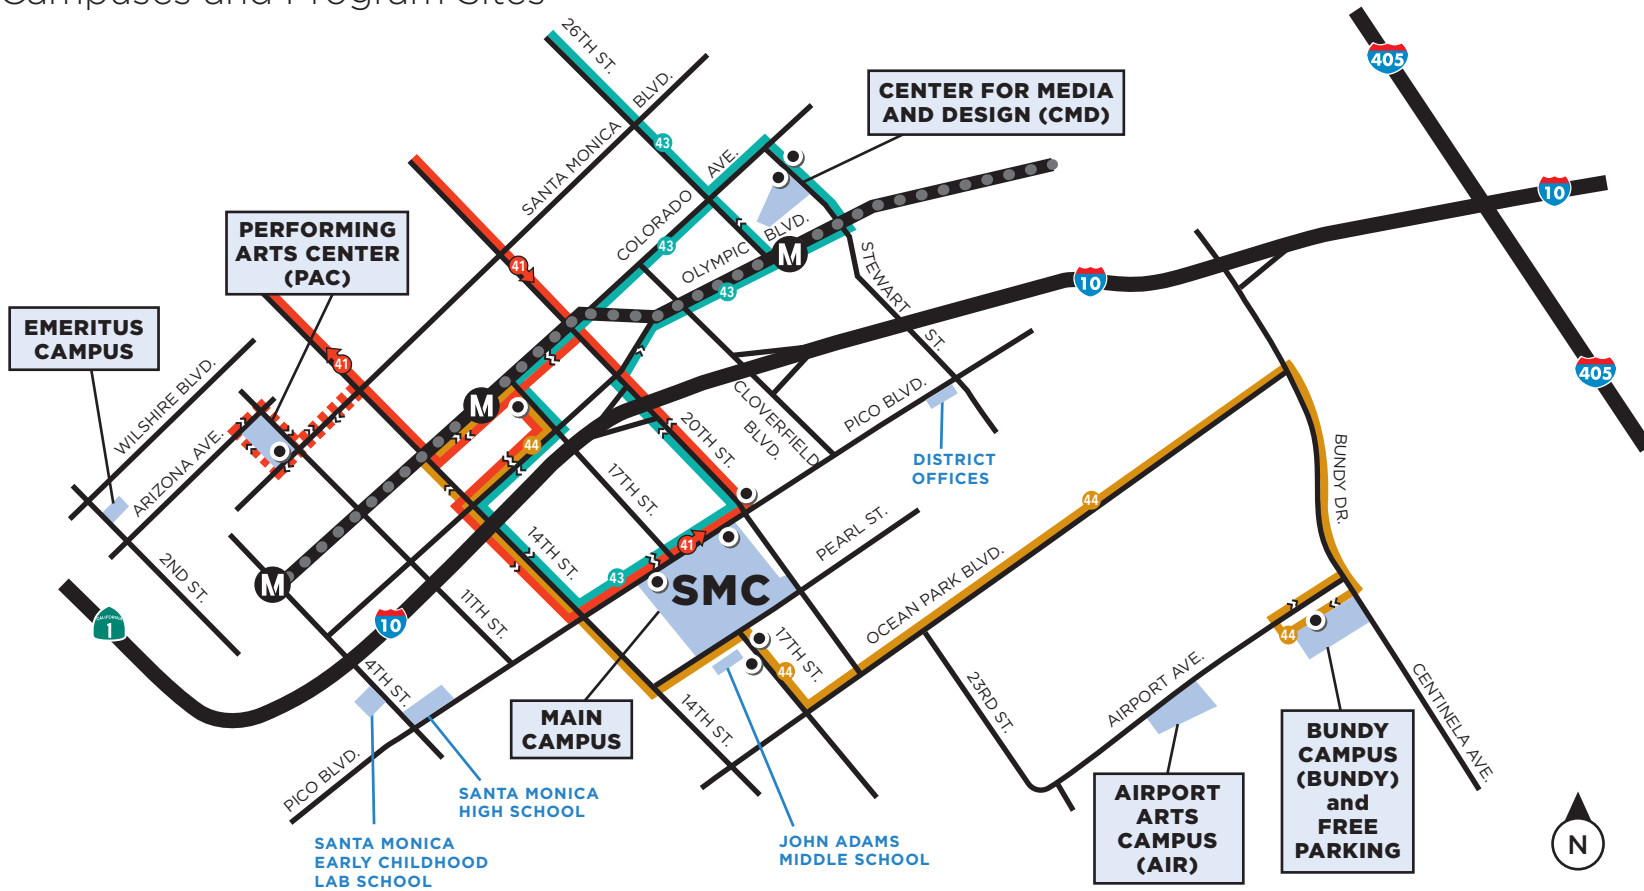 Campuses and Program Sites
26TH ST.
SANTA MONICA BLVD.
43
COLORADO AVE.
43
OLYMPIC BLVD.
43
M
CENTER FOR MEDIA
AND DESIGN (CMD)
405
10
10
405
STEWART ST.
41
PERFORMING
ARTS CENTER
(PAC)
41
EMERITUS
CAMPUS
WILSHIRE BLVD.
ARIZONA AVE.
M
44
2ND ST.
M
CALIFORNIA
1
10
11TH ST.
14TH ST.
17TH ST.
20TH ST.
CLOVERFIELD
BLVD.
PICO BLVD.
DISTRICT
OFFICES
41
43
SMC
PEARL ST.
44
OCEAN PARK BLVD.
BUNDY DR.
44
17TH ST.
44
14TH ST.
4TH ST.
PICO BLVD.
MAIN
CAMPUS
SANTA MONICA
HIGH SCHOOL
SANTA MONICA
EARLY CHILDHOOD
LAB SCHOOL
JOHN ADAMS
MIDDLE SCHOOL
23RD ST.
AIRPORT AVE.
CENTINELA AVE.
AIRPORT
ARTS
CAMPUS
(AIR)
BUNDY
CAMPUS
(BUNDY)
and
FREE
PARKING
N